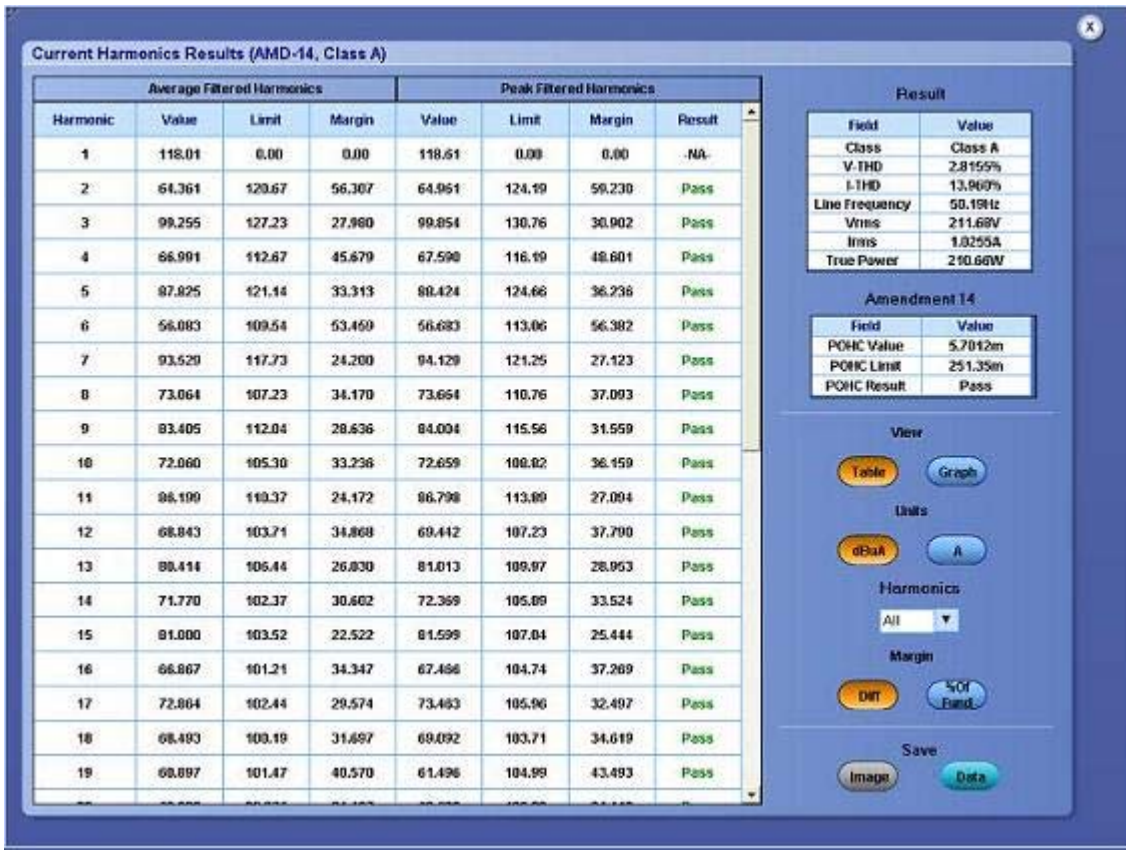 X
Current Harmonics Results (AMD-14, Class A)
Average Filtered Harmonics Peak Filtered Harmonics
Harmonic Value Limit Margin Value Limit Margin Result
1 118.01 0.00 0.00 118.61 0.00 0.00 -NA-
2 64.361 120.67 56.307 64.961 124.19 59.230 Pass
3 99.255 127.23 27.980 99.854 130.76 30.902 Pass
4 66.991 112.67 45.679 67.590 116.19 48.601 Pass
5 87.825 121.14 33.313 88.424 124.66 36.236 Pass
6 56.083 109.54 53.459 56.683 113.06 56.382 Pass
7 93.529 117.73 24.200 94.129 121.25 27.123 Pass
8 73.064 107.23 34.170 73.664 110.76 37.093 Pass
9 83.405 112.04 28.636 84.004 115.56 31.559 Pass
10 72.060 105.30 33.236 72.659 108.82 36.159 Pass
11 86.199 110.37 24.172 86.798 113.89 27.094 Pass
12 68.843 103.71 34.868 69.442 107.23 37.790 Pass
13 80.414 106.44 26.030 81.013 109.97 28.953 Pass
14 71.770 102.37 30.602 72.369 105.89 33.524 Pass
15 81.000 103.52 22.522 81.599 107.04 25.444 Pass
16 66.867 101.21 34.347 67.466 104.74 37.269 Pass
17 72.864 102.44 29.574 73.463 105.96 32.497 Pass
18 68.493 100.19 31.697 69.092 103.71 34.619 Pass
19 60.897 101.47 40.570 61.496 104.99 43.493 Pass
Result
Field Value
Class Class A
V-THD 2.8155%
I-THD 13.960%
Line Frequency 50.19Hz
Vrms 211.68V
Irms 1.0255A
True Power 210.66W
Amendment 14
Field Value
POHC Value 5.7012m
POHC Limit 251.35m
POHC Result Pass
View
Table Graph
Units
dBuA A
Harmonics
All
Margin
Diff %Of Fund
Save
Image Data